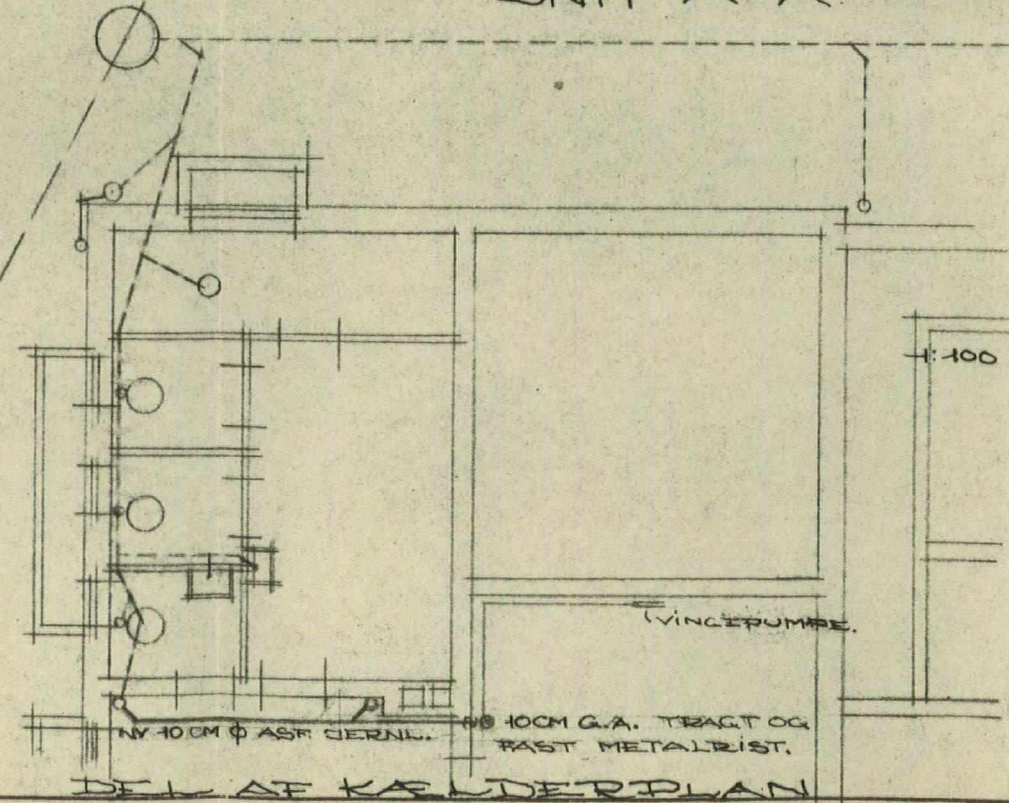 1:100
VINGEPUMPE.
NY 10 CM φ ASF. JERNL.
10CM G.A. TRAGT OG
FAST METALRIST.
DEL AF KÆLDERPLAN